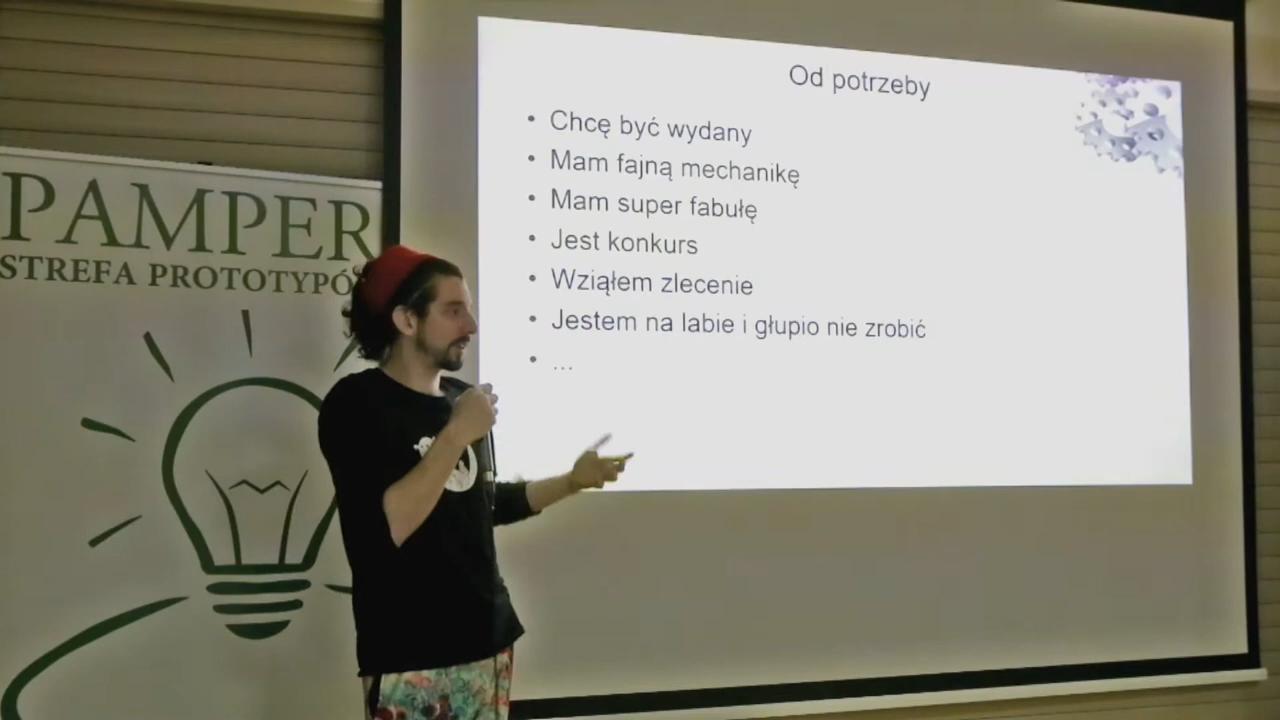 Od potrzeby
• Chcę być wydany
• Mam fajną mechanikę
• Mam super fabułę
• Jest konkurs
• Wziąłem zlecenie
• Jestem na labie i głupio nie zrobić
• ...
PAMPER
STREFA PROTOTYPÓ